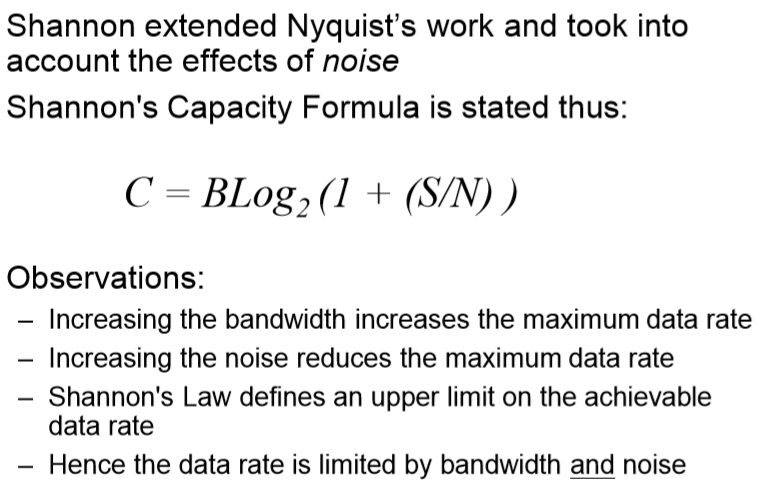 Shannon extended Nyquist’s work and took into
account the effects of noise
Shannon's Capacity Formula is stated thus:
C = BLog₂(1 + (S/N) )
Observations:
– Increasing the bandwidth increases the maximum data rate
– Increasing the noise reduces the maximum data rate
– Shannon's Law defines an upper limit on the achievable
data rate
– Hence the data rate is limited by bandwidth and noise